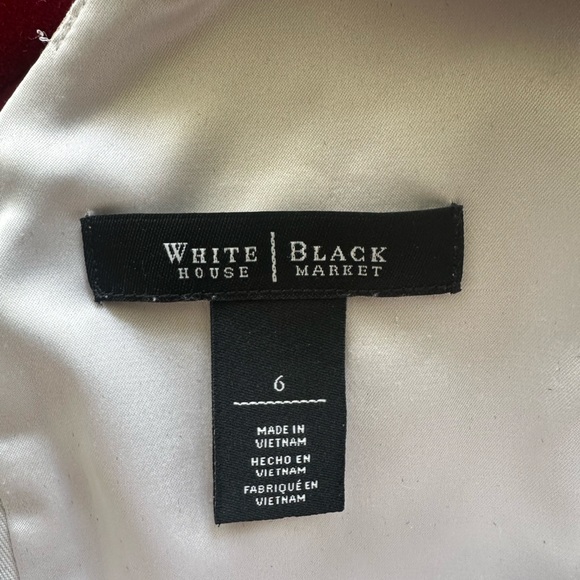 WHITE | BLACK
HOUSE | MARKET
6
MADE IN
VIETNAM
HECHO EN
VIETNAM
FABRIQUÉ EN
VIETNAM